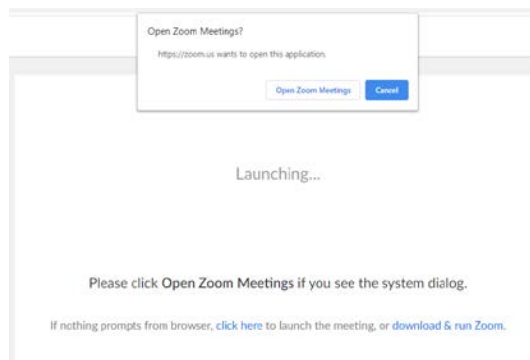 Open Zoom Meetings?
https://zoom.us wants to open this application.
Open Zoom Meetings Cancel
Launching...
Please click Open Zoom Meetings if you see the system dialog.
If nothing prompts from browser, click here to launch the meeting, or download & run Zoom.